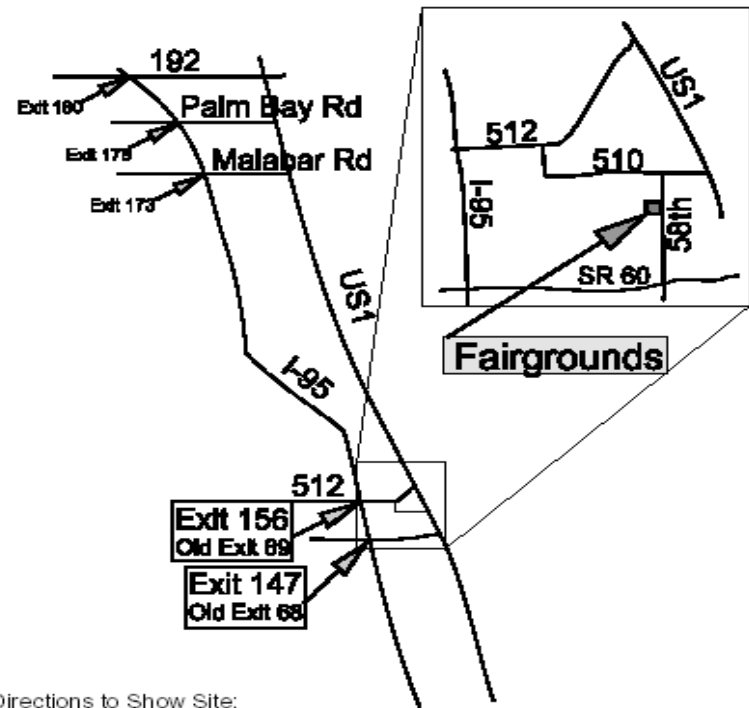 192
Exit 180
Palm Bay Rd
Exit 176
Malabar Rd
Exit 173
US1
I-95
512
Exit 156
Old Exit 69
Exit 147
Old Exit 68
US1
512
510
I-95
58th
SR 60
Fairgrounds
Directions to Show Site: